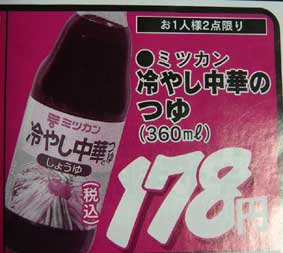 お1人様2点限り
●ミツカン
冷やし中華の
つゆ
(360㎖)
ミツカン
冷やし中華
つゆ
しょうゆ
(税込)
178円